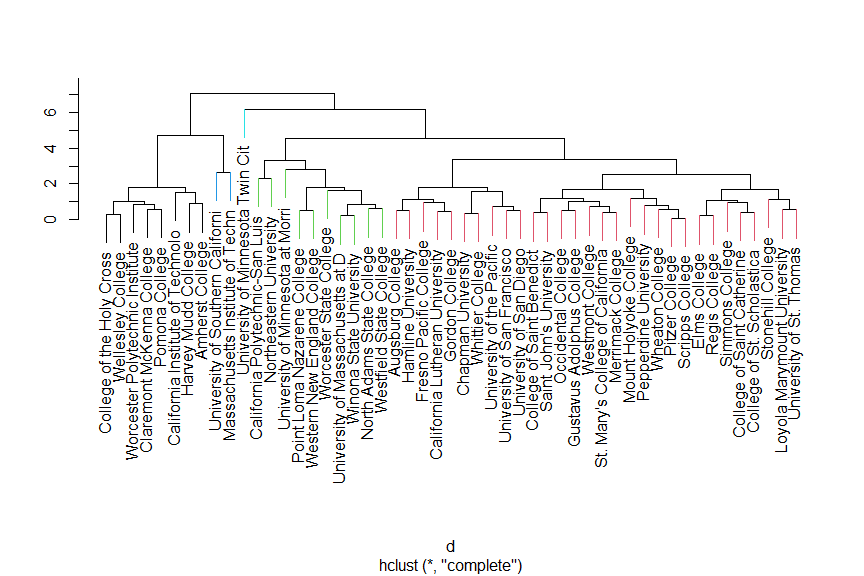 6
4
2
0
College of the Holy Cross
Wellesley College
Worcester Polytechnic Institute
Claremont McKenna College
Pomona College
California Institute of Technolo
Harvey Mudd College
Amherst College
University of Southern Californi
Massachusetts Institute of Techn
University of Minnesota Twin Cit
California Polytechnic-San Luis
Northeastern University
University of Minnesota at Morri
Point Loma Nazarene College
Western New England College
Worcester State College
University of Massachusetts at D
Winona State University
North Adams State College
Westfield State College
Augsburg College
Hamline University
Fresno Pacific College
California Lutheran University
Gordon College
Chapman University
Whittier College
University of the Pacific
University of San Francisco
University of San Diego
College of Saint Benedict
Saint John's University
Occidental College
Gustavus Adolphus College
Westmont College
St. Mary's College of California
Merrimack College
Mount Holyoke College
Pepperdine University
Wheaton College
Pitzer College
Scripps College
Elms College
Regis College
Simmons College
College of Saint Catherine
College of St. Scholastica
Stonehill College
Loyola Marymount University
University of St. Thomas
d
hclust (*, "complete")